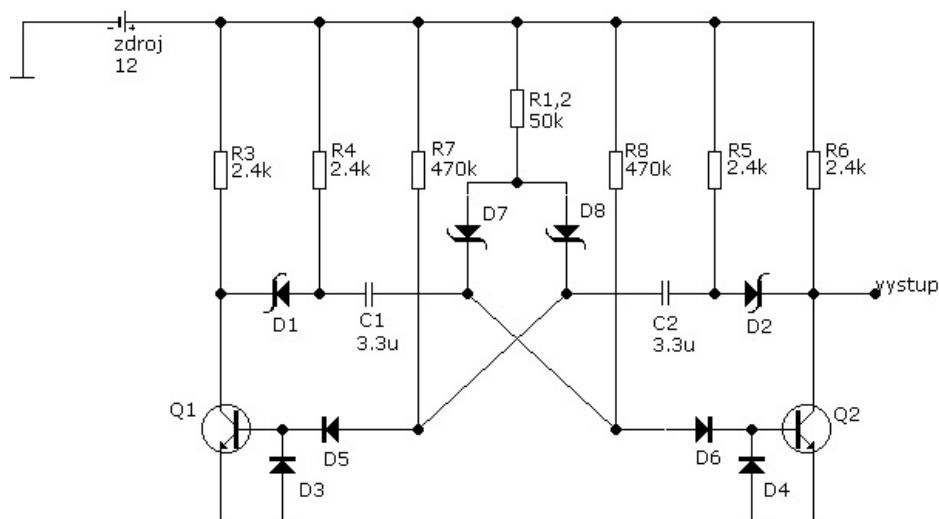 zdroj
12
R1,2
50k
R3
2.4k
R4
2.4k
R7
470k
R8
470k
R5
2.4k
R6
2.4k
D7
D8
vystup
D1
C1
3.3u
C2
3.3u
D2
Q1
Q2
D5
D6
D3
D4